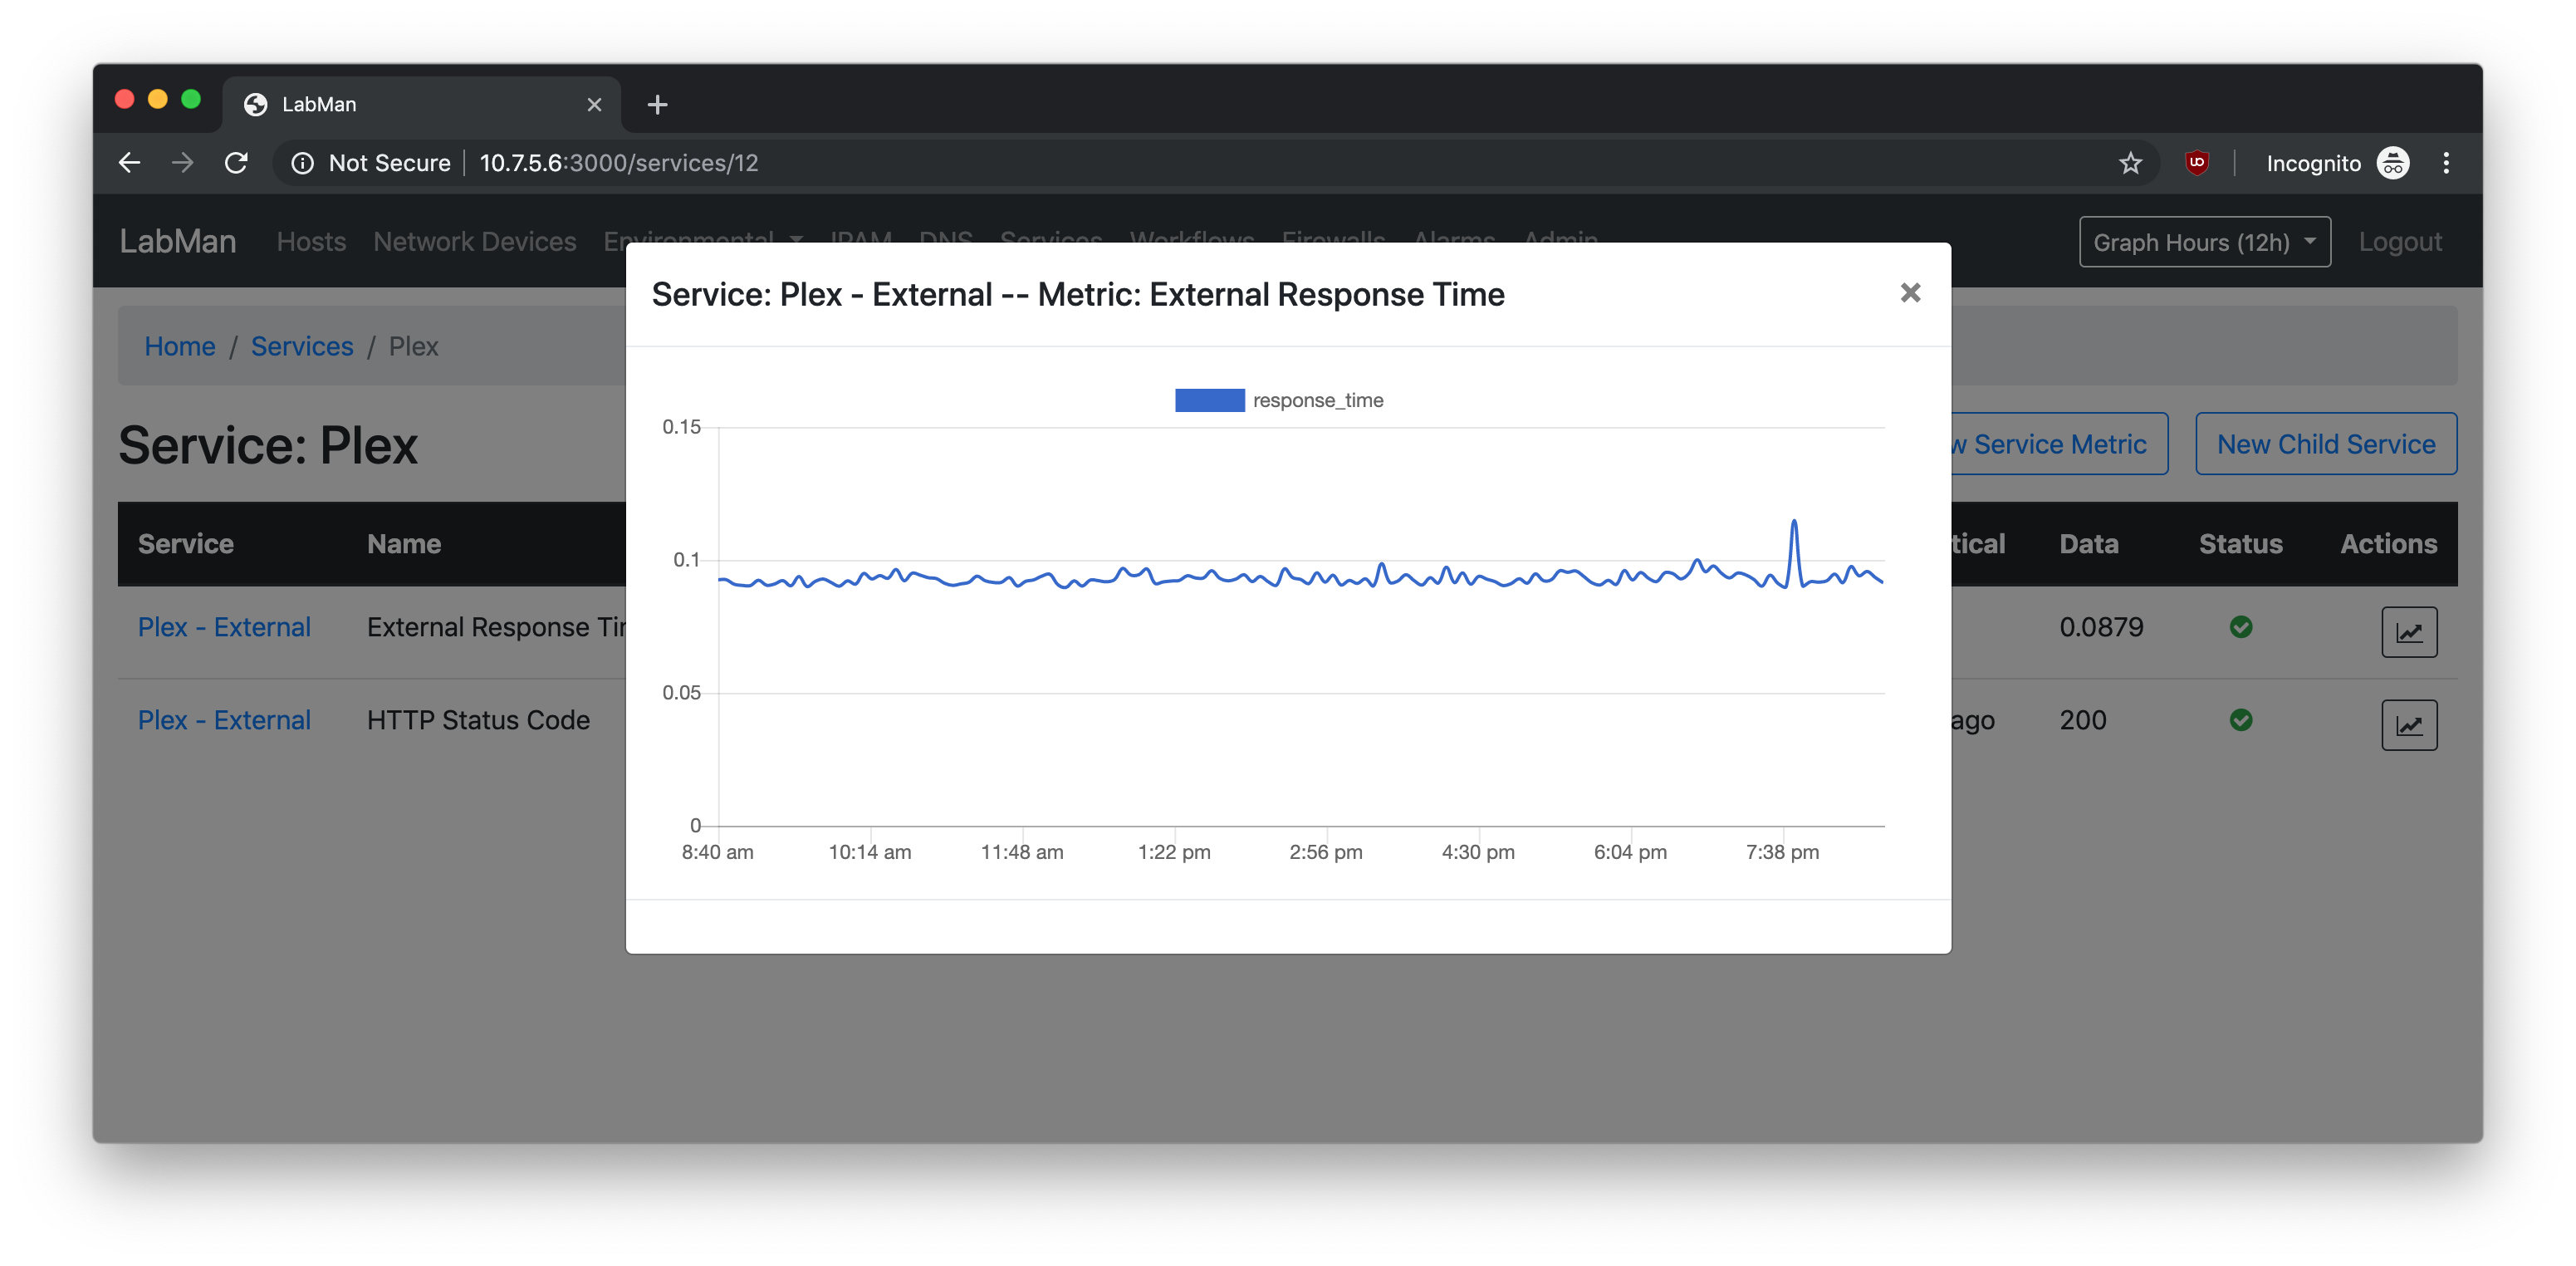 LabMan
Not Secure 10.7.5.6:3000/services/12 Incognito
LabMan Hosts Network Devices Environmental IPAM DNS Services Workflows Firewalls Alarms Admin Graph Hours (12h) Logout
Service: Plex - External -- Metric: External Response Time
Home / Services / Plex
response_time
0.15
0.1
0.05
0
8:40 am 10:14 am 11:48 am 1:22 pm 2:56 pm 4:30 pm 6:04 pm 7:38 pm
Service: Plex
Service Metric New Child Service
Service Name Data Status Actions
Plex - External External Response 0.0879
Plex - External HTTP Status Code ago 200